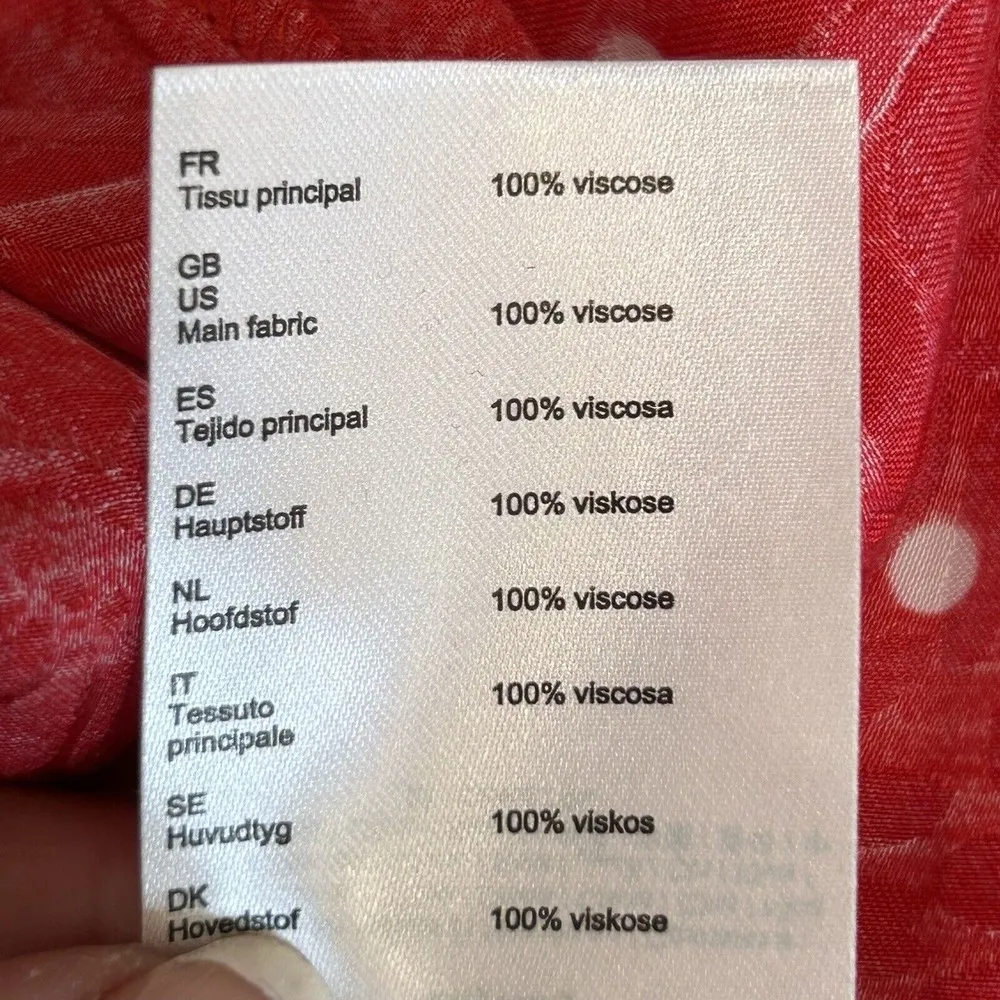 FR
Tissu principal 100% viscose
GB
US
Main fabric 100% viscose
ES
Tejido principal 100% viscosa
DE
Hauptstoff 100% viskose
NL
Hoofdstof 100% viscose
IT
Tessuto
principale 100% viscosa
SE
Huvudtyg 100% viskos
DK
Hovedstof 100% viskose